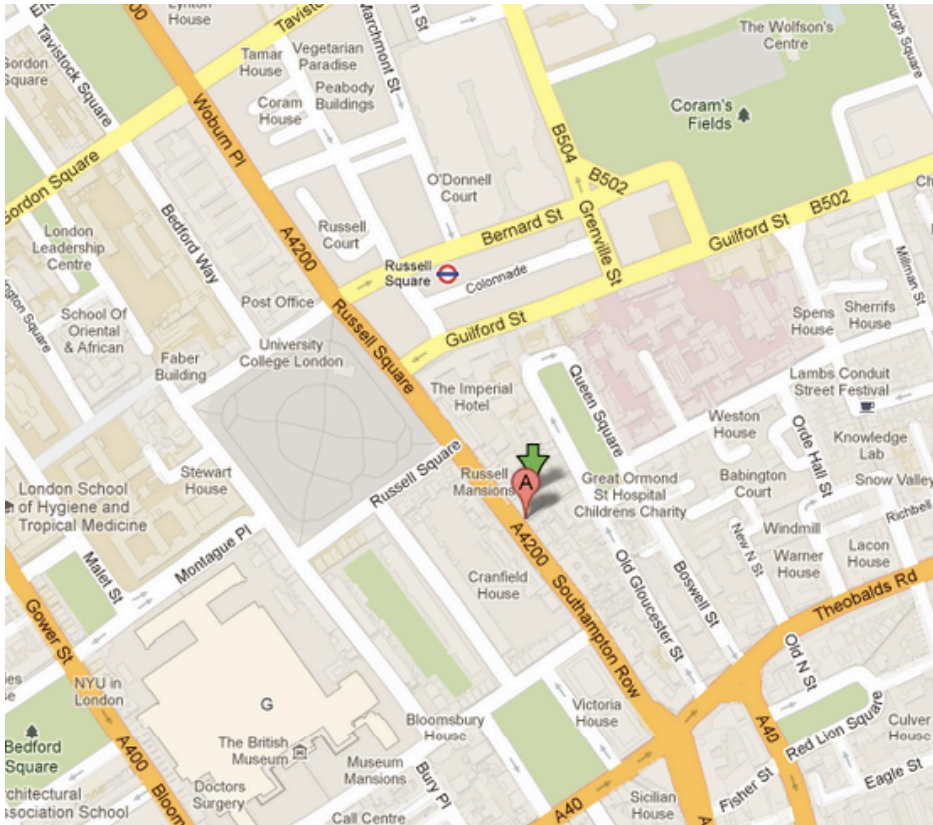 Lynton
House
Tavistock Square
Gordon
Square
Tamar
House
Vegetarian
Paradise
Peabody
Buildings
Coram
House
Marchmont St
The Wolfson's
Centre
Coram's
Fields
Woburn Pl
B504
B502
B502
O'Donnell
Court
Gordon Square
Bedford Way
London
Leadership
Centre
A4200
Russell
Court
Bernard St
Grenville St
Guilford St
Russell
Square
Colonnade
Millman St
Post Office
School Of
Oriental
& African
Russell Square
Guilford St
Spens
House
Sherrifs
House
University
College London
Faber
Building
The Imperial
Hotel
Queen Square
Lambs Conduit
Street Festival
Weston
House
Orde Hall St
Knowledge
Lab
Stewart
House
Russell Square
Russell
Mansions
A
Great Ormond
St Hospital
Childrens Charity
Babington
Court
Snow Valley
London School
of Hygiene and
Tropical Medicine
Richbell
Windmill
New N St
Montague Pl
A4200
Warner
House
Lacon
House
Malet St
Cranfield
House
Old Gloucester St
Boswell St
Theobalds Rd
Gower St
Southampton Row
Old N St
NYU in
London
G
Victoria
House
Bloomsbury
House
A40
Red Lion Square
Culver
House
The British
Museum
Bedford
Square
A400
Museum
Mansions
Doctors
Surgery
Bury Pl
Eagle St
Fisher St
Sicilian
House
A40
Call Centre